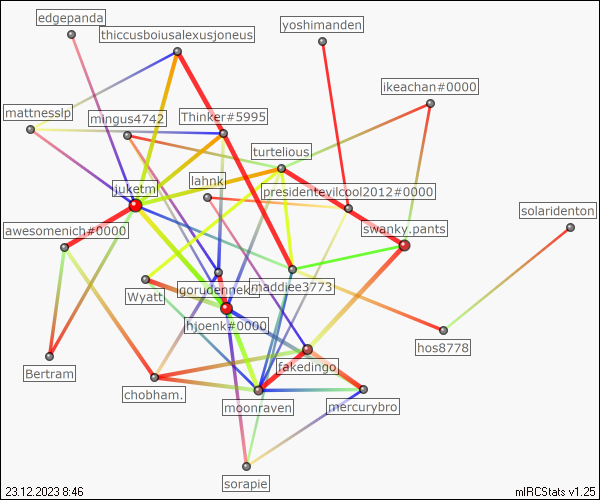 edgepanda
thiccusboiusalexusjoneus
yoshimanden
ikeachan#0000
mattnesslp
mingus4742
Thinker#5995
turtelious
juketm
lahnk
presidentevilcool2012#0000
solaridenton
awesomenich#0000
swanky.pants
Wyatt
gorudennek
maddiee3773
hjoenk#0000
hos8778
Bertram
chobham.
fakedingo
moonraven
mercurybro
sorapie
23.12.2023 8:46
mIRCStats v1.25